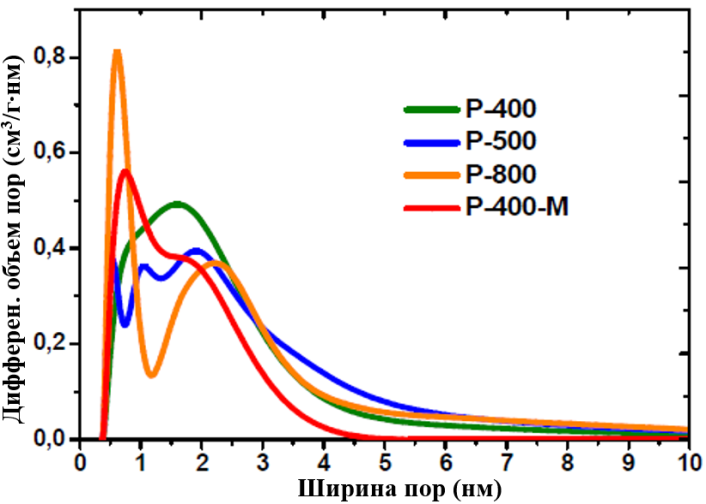 Дифферен. объем пор (см³/г·нм)
0,8
0,6
0,4
0,2
0,0
P-400
P-500
P-800
P-400-M
0 1 2 3 4 5 6 7 8 9 10
Ширина пор (нм)